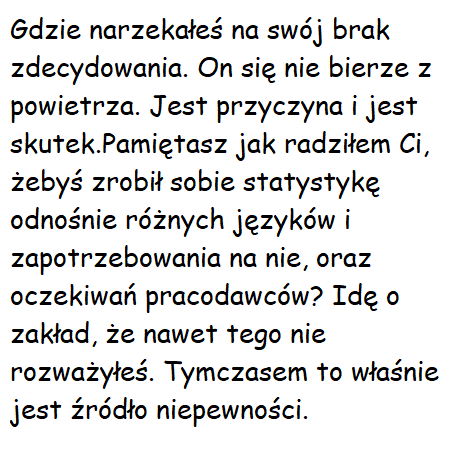 Gdzie narzekałeś na swój brak
zdecydowania. On się nie bierze z
powietrza. Jest przyczyna i jest
skutek.Pamiętasz jak radziłem Ci,
żebyś zrobił sobie statystykę
odnośnie różnych języków i
zapotrzebowania na nie, oraz
oczekiwań pracodawców? Idę o
zakład, że nawet tego nie
rozważyłeś. Tymczasem to właśnie
jest źródło niepewności.